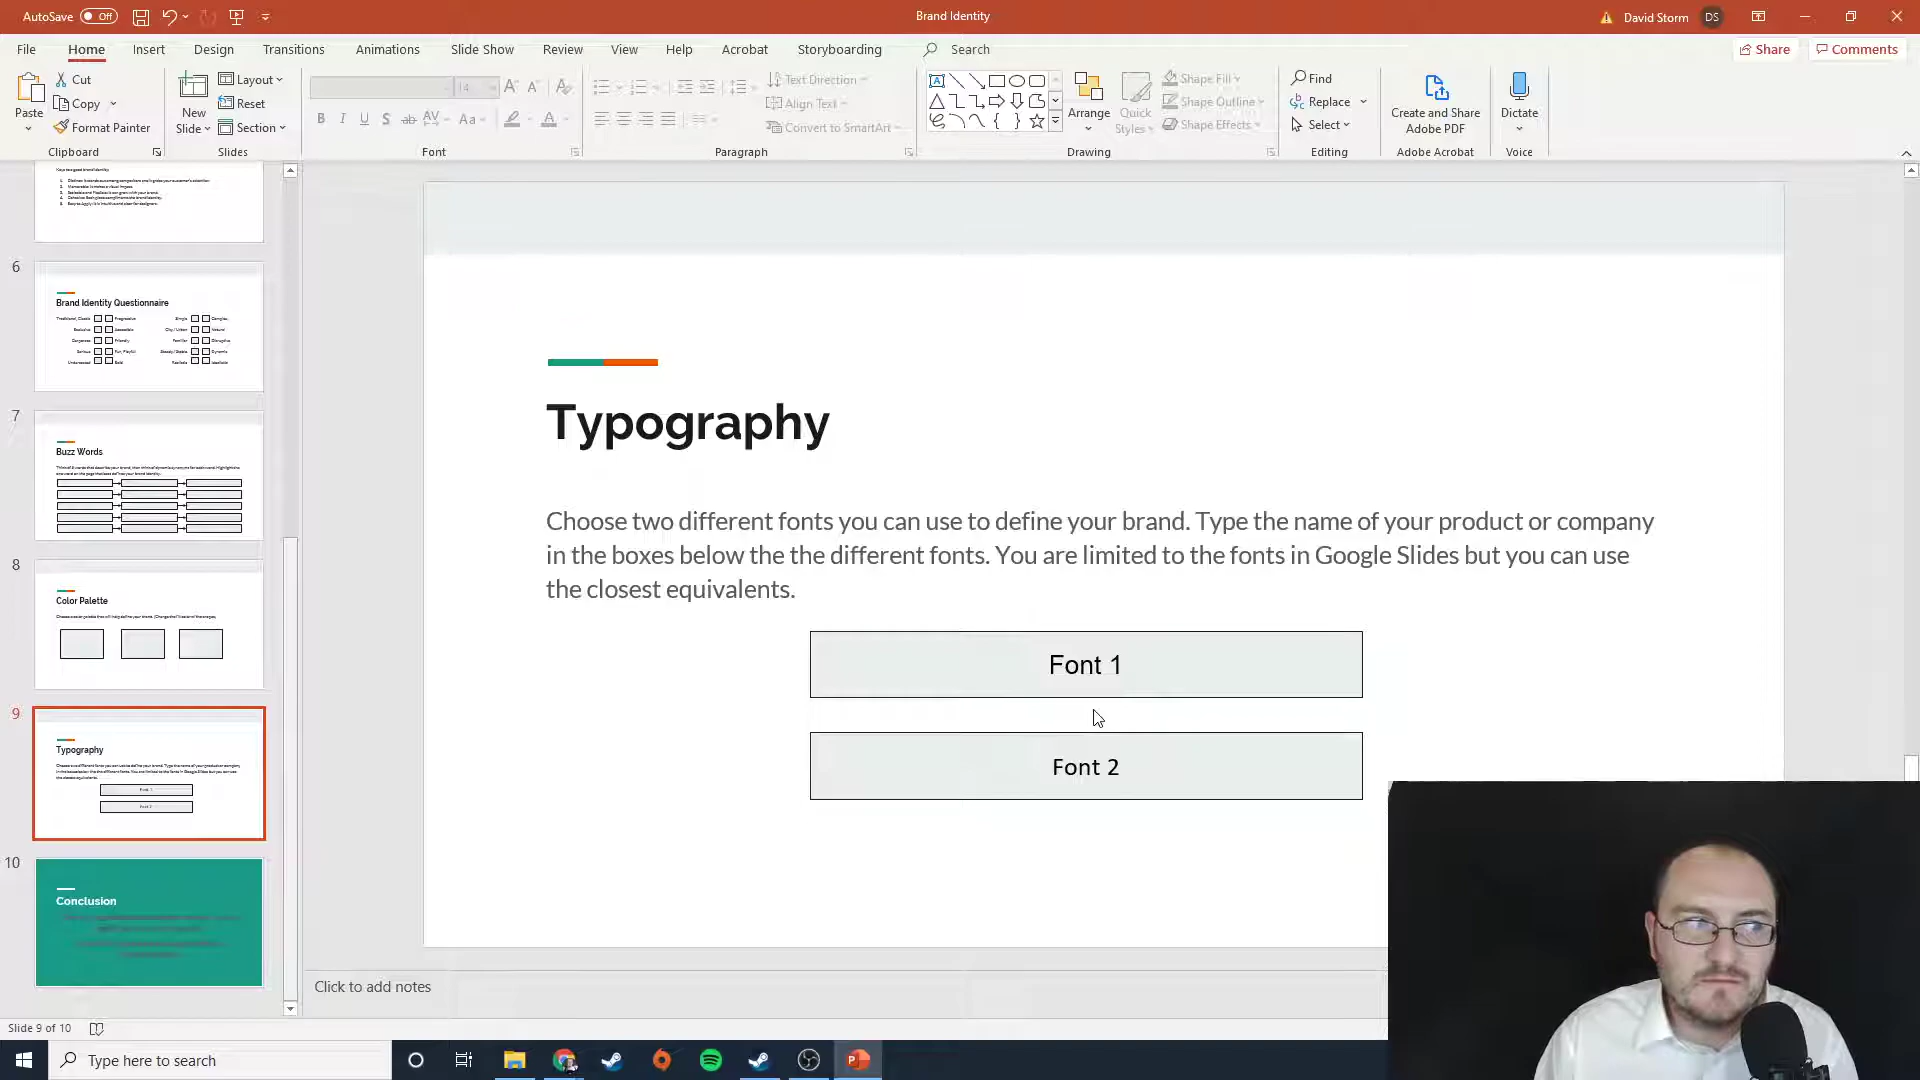 AutoSave Off
Brand Identity
David Storm DS
File Home Insert Design Transitions Animations Slide Show Review View Help Acrobat Storyboarding Search
Share Comments
Paste
Cut
Copy
Format Painter
Clipboard
New Slide
Layout
Reset
Section
Slides
14
Font
Text Direction
Align Text
Convert to SmartArt
Paragraph
Arrange
Quick Styles
Shape Fill
Shape Outline
Shape Effects
Drawing
Find
Replace
Select
Editing
Create and Share
Adobe PDF
Adobe Acrobat
Dictate
Voice
6
Brand Identity Questionnaire
7
Buzz Words
8
Color Palette
9
Typography
Font 1
Font 2
10
Conclusion
Typography
Choose two different fonts you can use to define your brand. Type the name of your product or company
in the boxes below the the different fonts. You are limited to the fonts in Google Slides but you can use
the closest equivalents.
Font 1
Font 2
Click to add notes
Slide 9 of 10
Type here to search